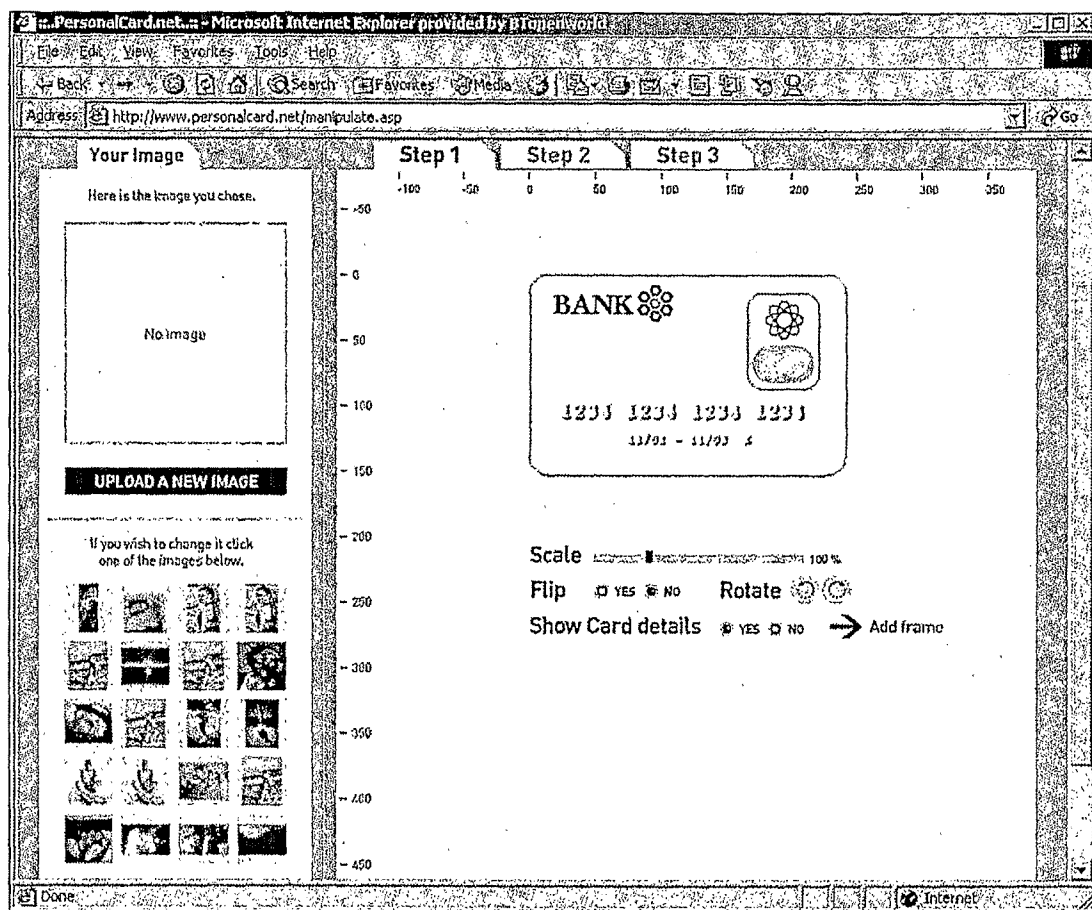 ::.PersonalCard.net.:: - Microsoft Internet Explorer provided by BTopenworld
File Edit View Favorites Tools Help
Back Search Favorites Media
Address http://www.personalcard.net/manipulate.asp Go
Your Image Step 1 Step 2 Step 3
-100 -50 0 50 100 150 200 250 300 350
Here is the image you chose.
-50
0
BANK
No Image
50
100
1234 1234 1234 1234
150
UPLOAD A NEW IMAGE
200
If you wish to change it click
one of the images below.
Scale 100 %
Flip YES NO Rotate
250
Show Card details YES NO Add frame
300
350
400
450
Done Internet